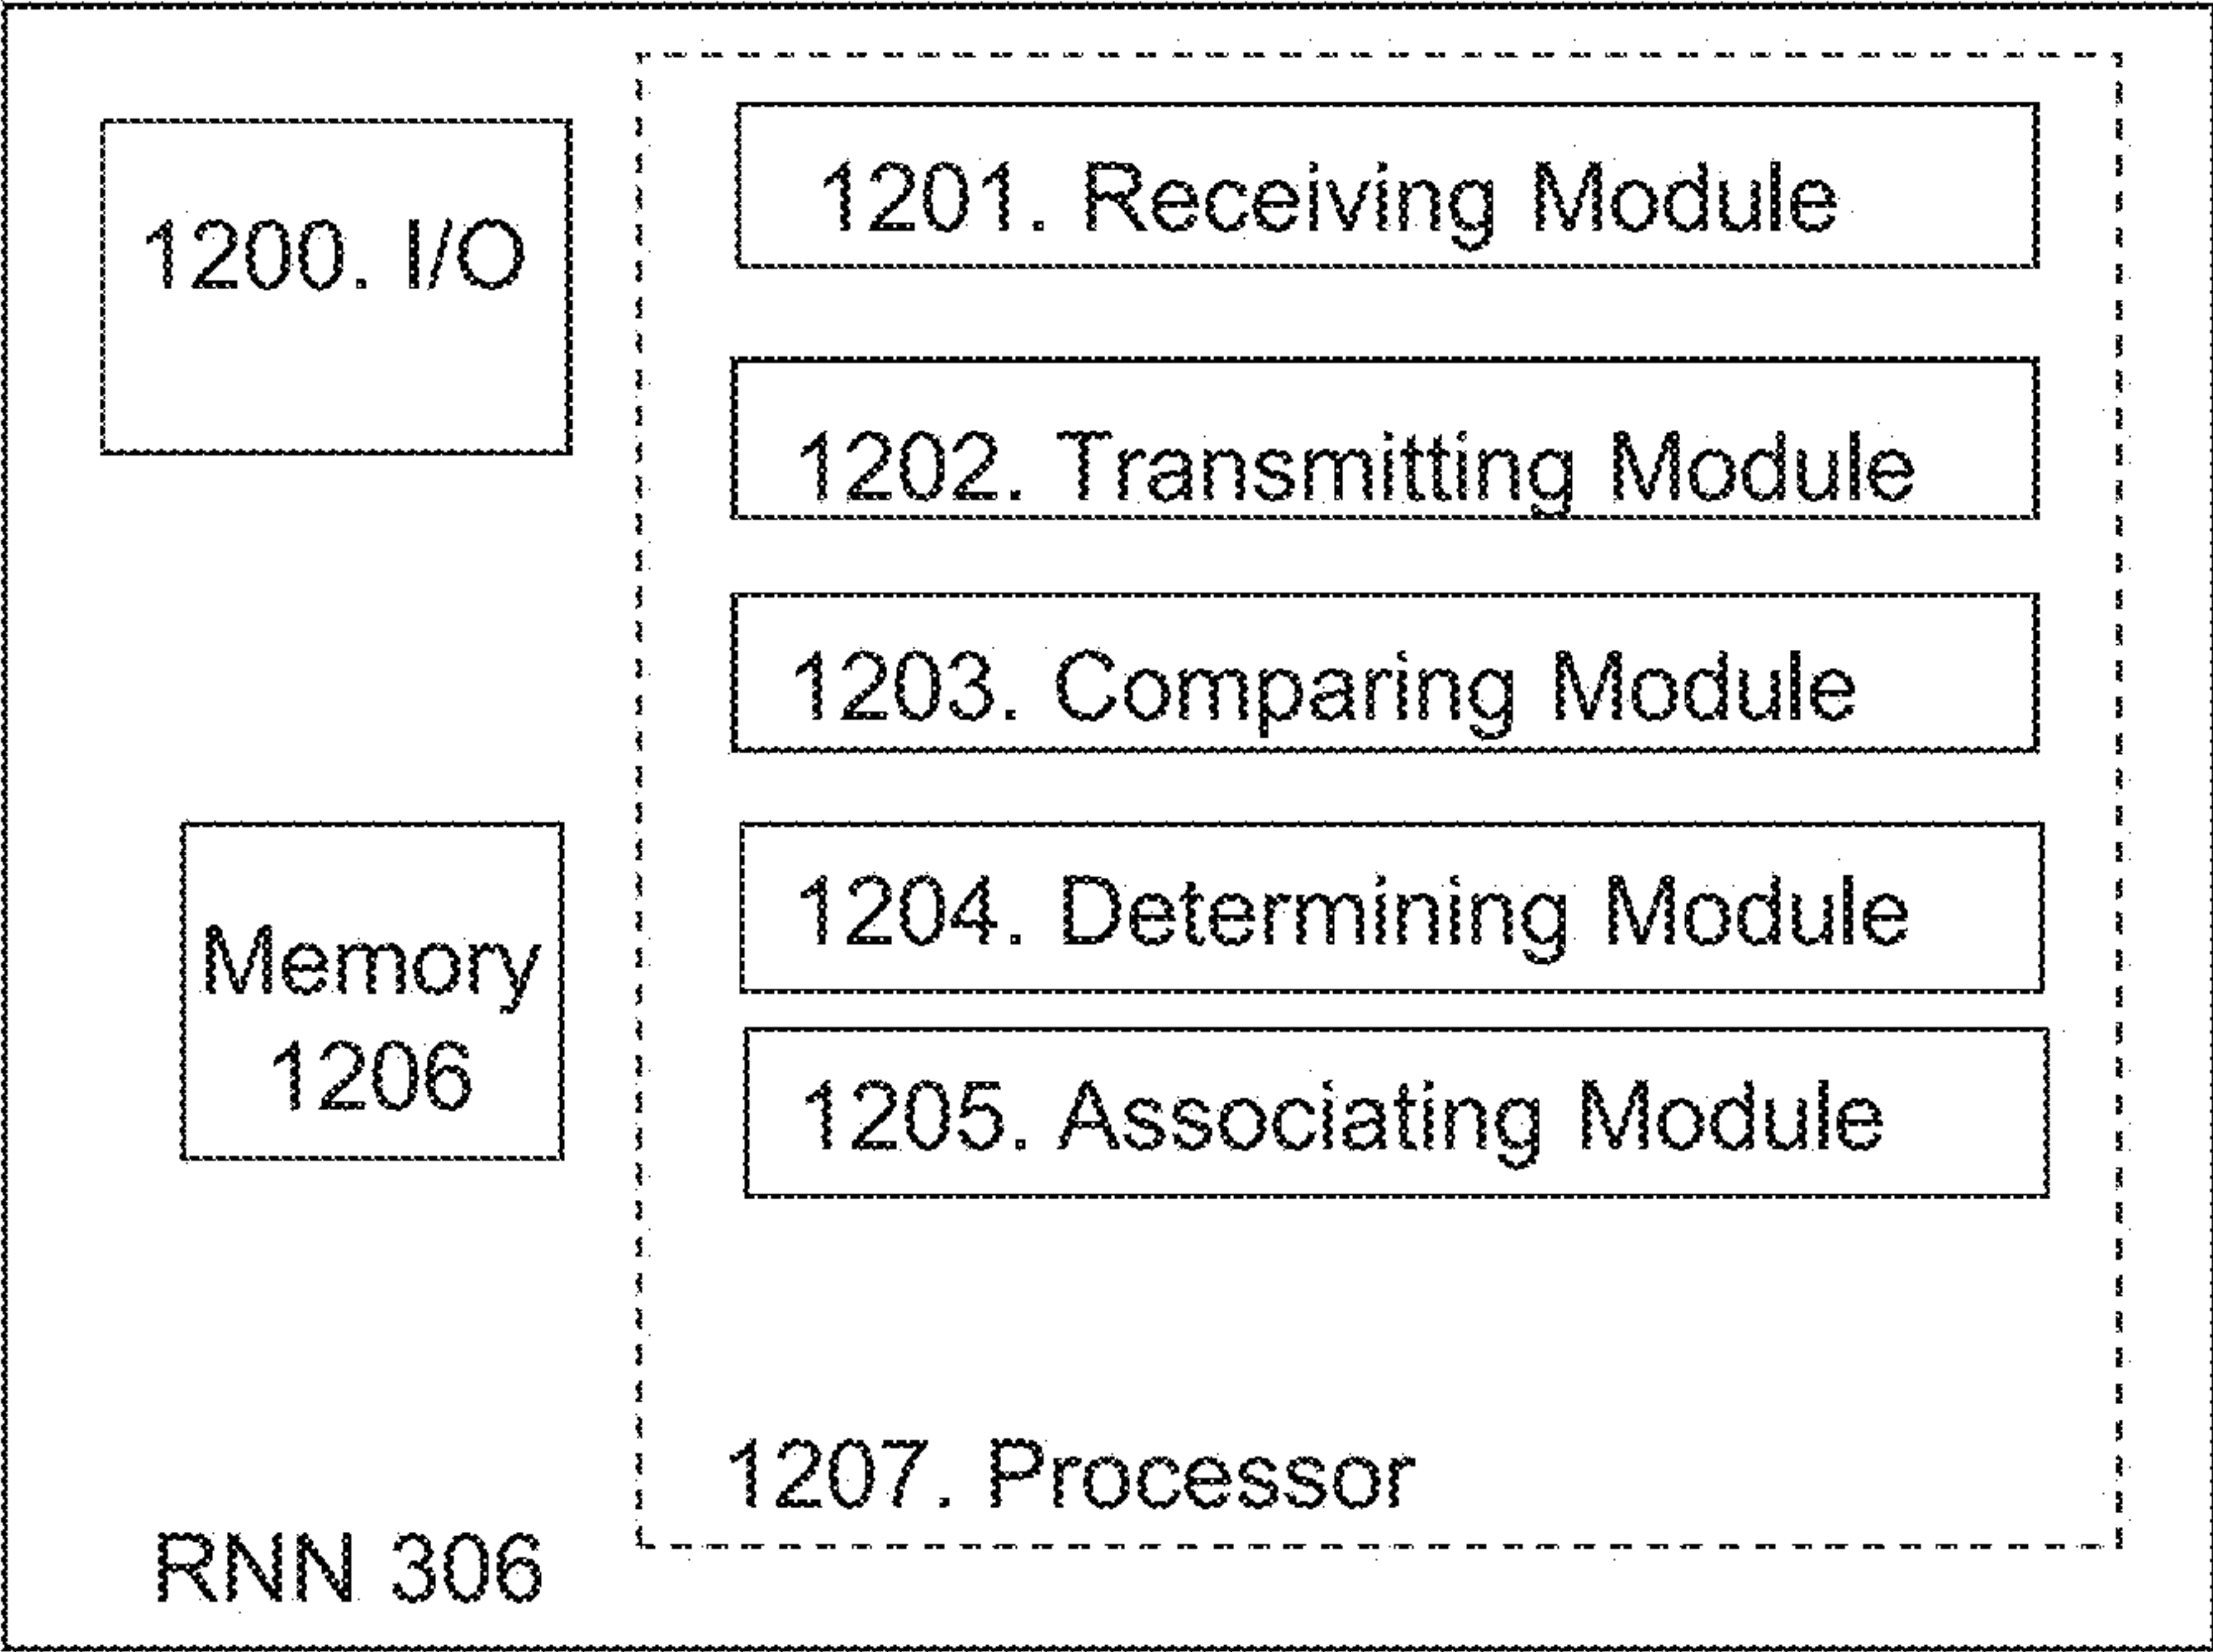 1200. I/O
1201. Receiving Module
1202. Transmitting Module
1203. Comparing Module
1204. Determining Module
Memory
1206
1205. Associating Module
1207. Processor
RNN 306